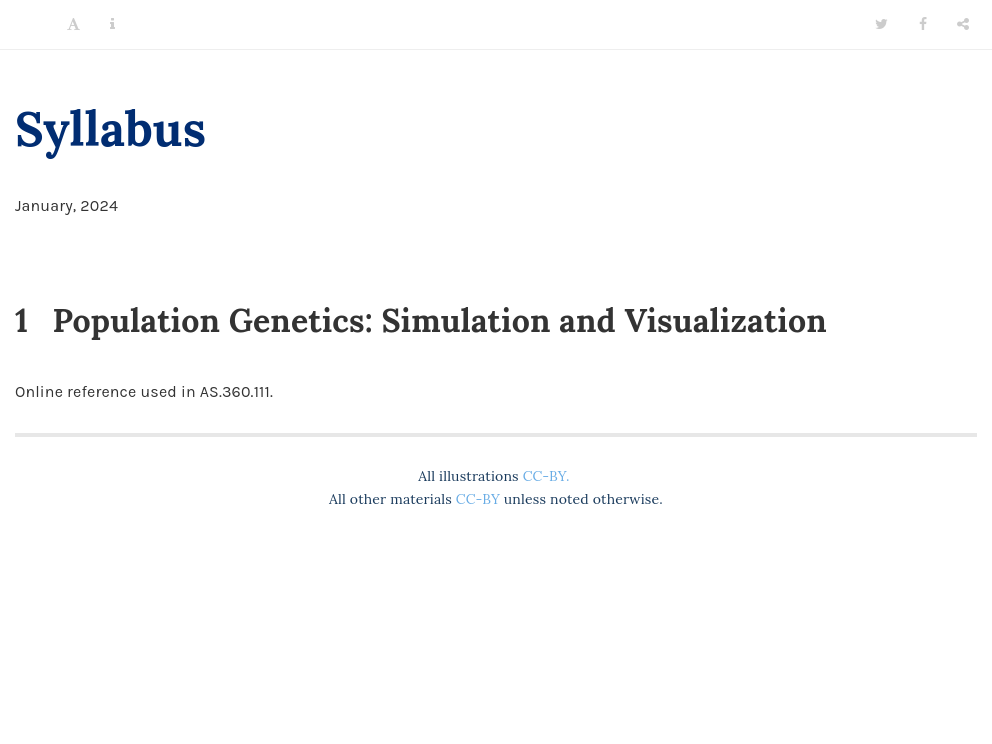 Syllabus
January, 2024
1 Population Genetics: Simulation and Visualization
Online reference used in AS.360.111.
All illustrations CC-BY.
All other materials CC-BY unless noted otherwise.